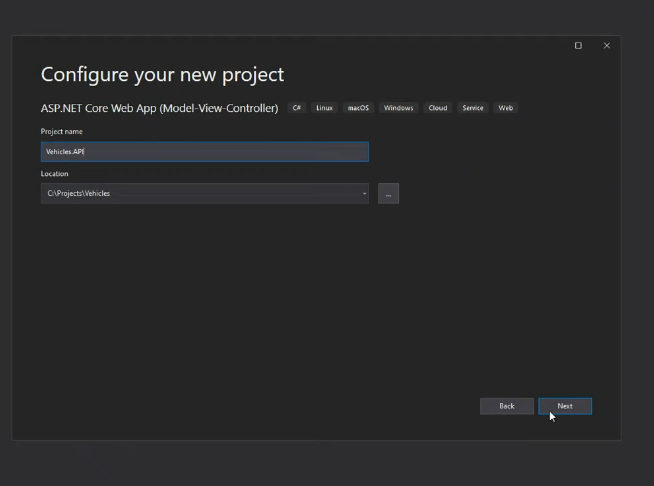 Configure your new project
ASP.NET Core Web App (Model-View-Controller) C# Linux macOS Windows Cloud Service Web
Project name
Vehicles.API
Location
C:\Projects\Vehicles
...
Back Next